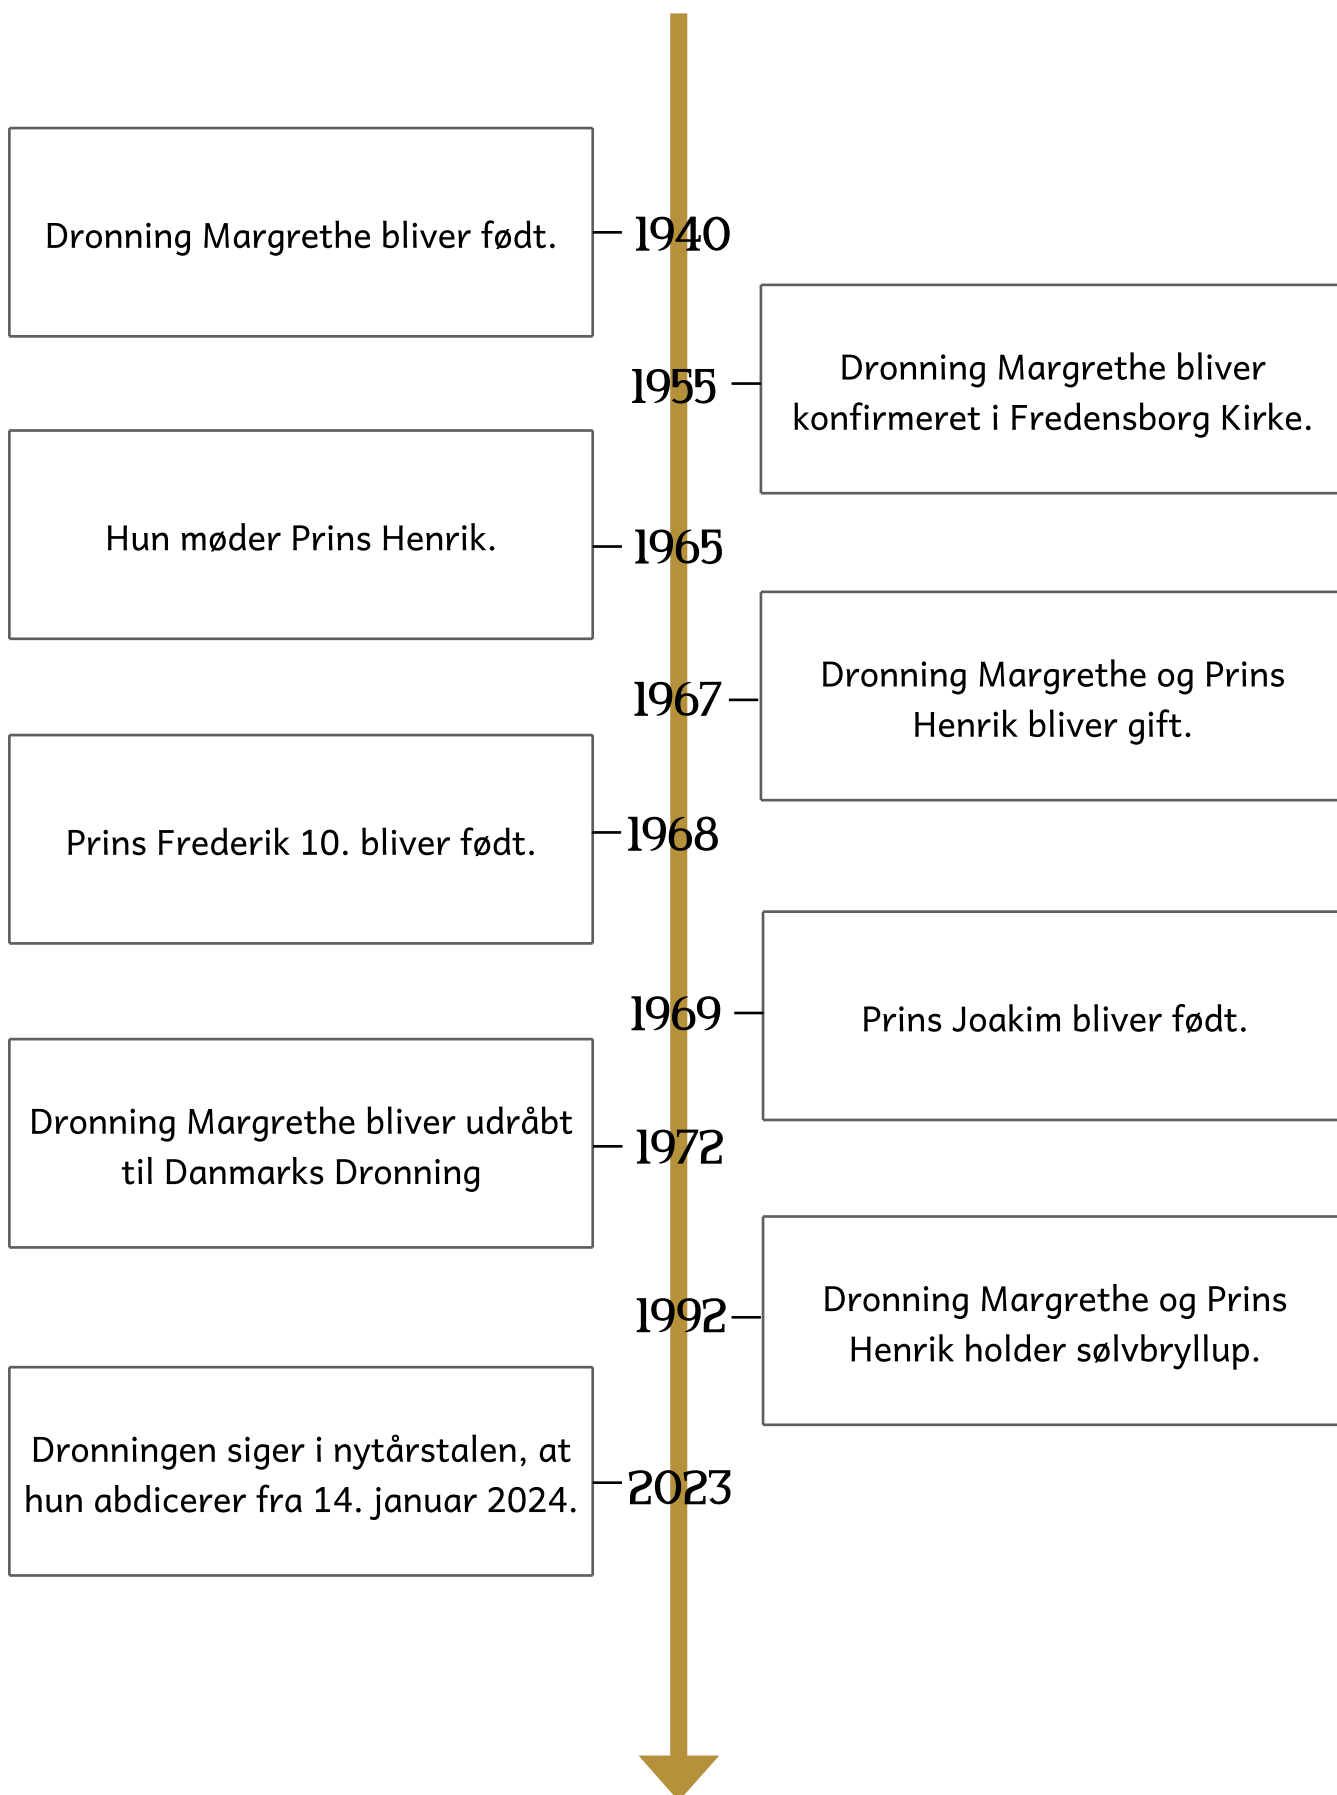 Dronning Margrethe bliver født.
1940
1955
Dronning Margrethe bliver
konfirmeret i Fredensborg Kirke.
Hun møder Prins Henrik.
1965
1967
Dronning Margrethe og Prins
Henrik bliver gift.
Prins Frederik 10. bliver født.
1968
1969
Prins Joakim bliver født.
Dronning Margrethe bliver udråbt
til Danmarks Dronning
1972
1992
Dronning Margrethe og Prins
Henrik holder sølvbryllup.
Dronningen siger i nytårstalen, at
hun abdicerer fra 14. januar 2024.
2023